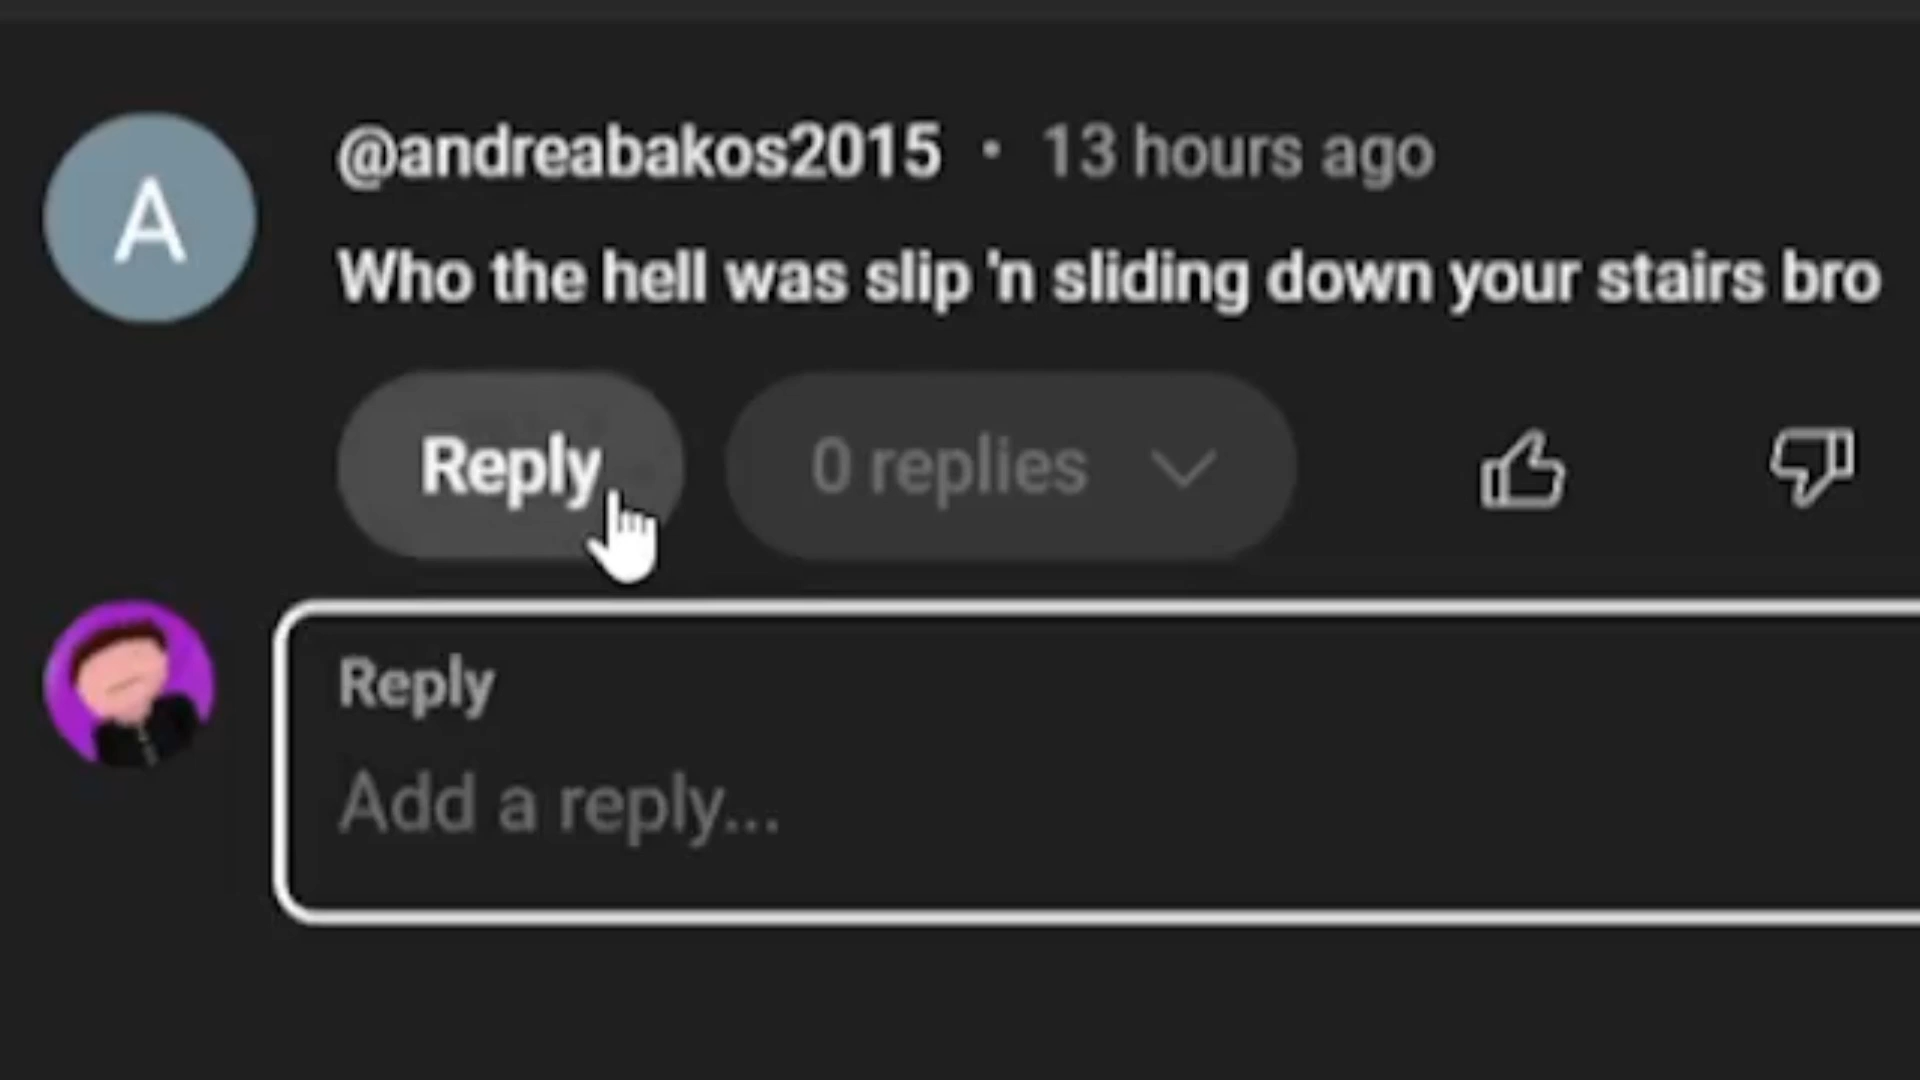 A
@andreabakos2015 • 13 hours ago
Who the hell was slip 'n sliding down your stairs bro
Reply
0 replies
Reply
Add a reply...